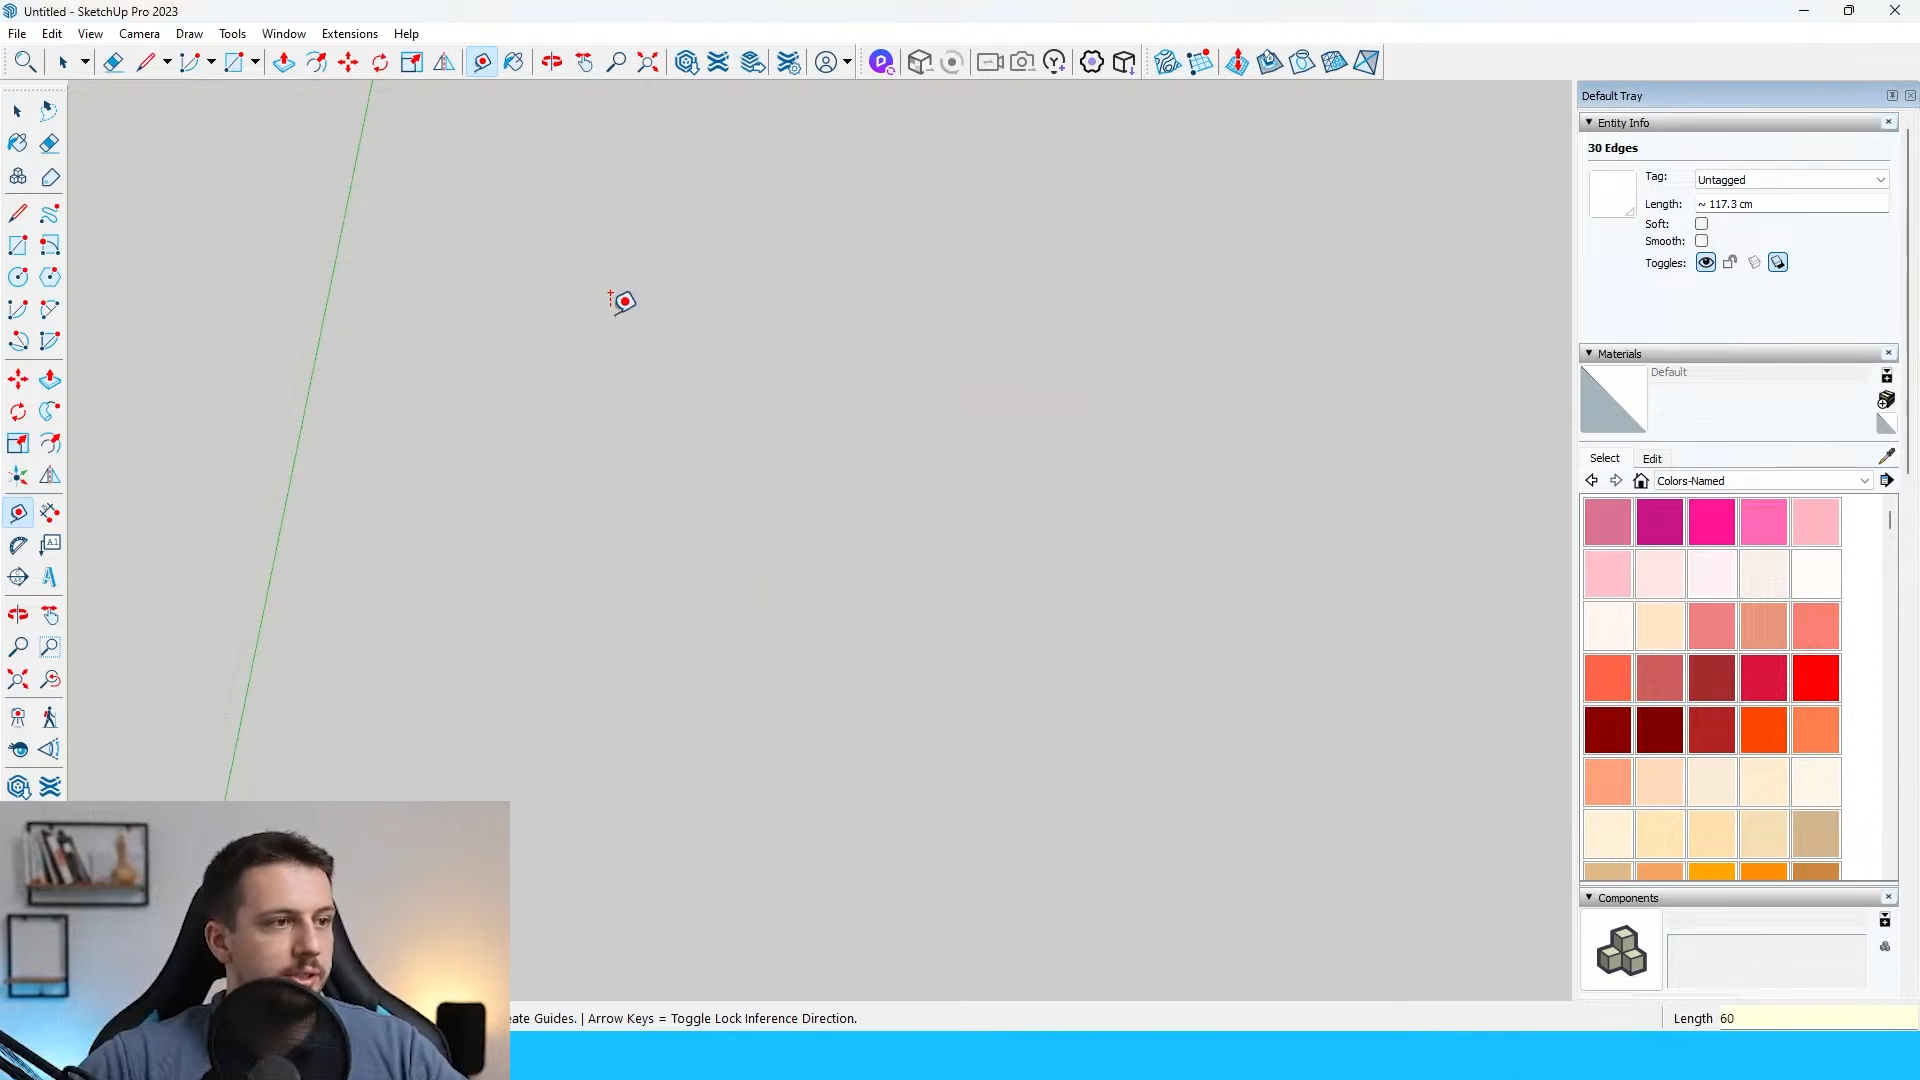 Untitled - SketchUp Pro 2023
File Edit View Camera Draw Tools Window Extensions Help
Default Tray
Entity Info
30 Edges
Tag: Untagged
Length: ~ 117.3 cm
Soft:
Smooth:
Toggles:
Materials
Default
Select Edit
Colors-Named
Components
eate Guides. | Arrow Keys = Toggle Lock Inference Direction.
Length 60